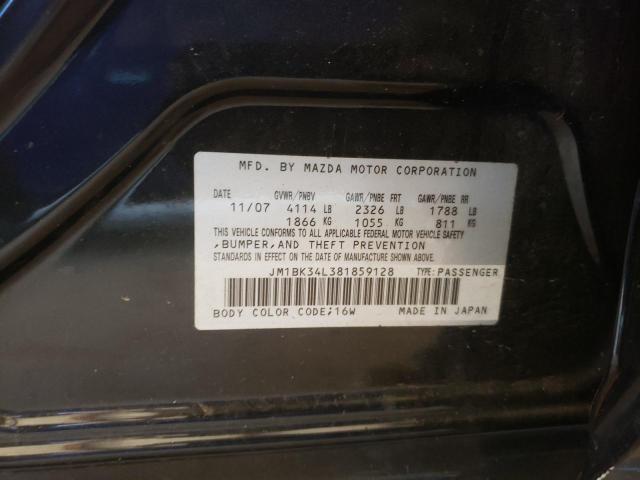 MFD. BY MAZDA MOTOR CORPORATION
DATE GVWR/PNBV GAWR/PNBE FRT GAWR/PNBE RR
11/07 4114 LB 2326 LB 1788 LB
1866 KG 1055 KG 811 KG
THIS VEHICLE CONFORMS TO ALL APPLICABLE FEDERAL MOTOR VEHICLE SAFETY
,BUMPER,AND THEFT PREVENTION
STANDARDS IN EFFECT ON THE DATE OF MANUFACTURE SHOWN ABOVE.
JM1BK34L381859128 TYPE:PASSENGER
BODY COLOR CODE;16W MADE IN JAPAN